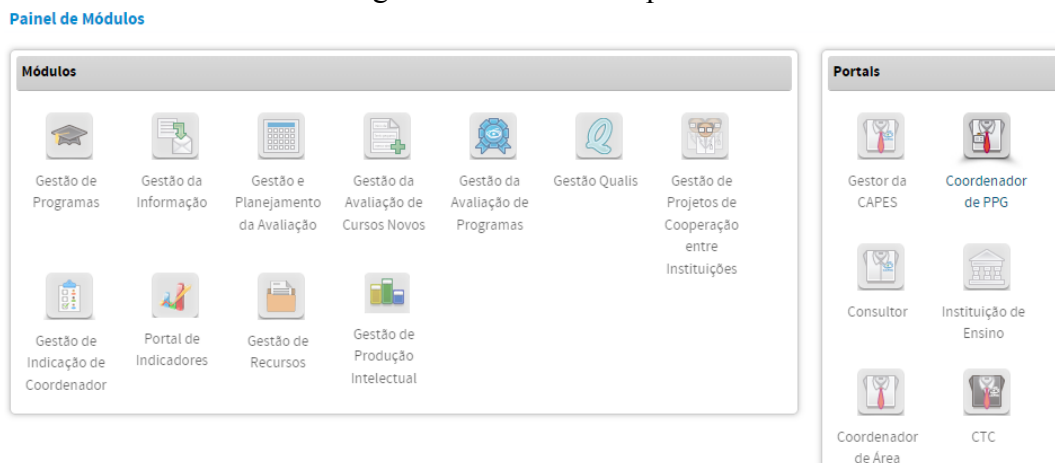 Painel de Módulos
Módulos
Gestão de
Programas
Gestão da
Informação
Gestão e
Planejamento
da Avaliação
Gestão da
Avaliação de
Cursos Novos
Gestão da
Avaliação de
Programas
Gestão Qualis
Gestão de
Projetos de
Cooperação
entre
Instituições
Gestão de
Indicação de
Coordenador
Portal de
Indicadores
Gestão de
Recursos
Gestão de
Produção
Intelectual
Portais
Gestor da
CAPES
Coordenador
de PPG
Consultor
Instituição de
Ensino
Coordenador
de Área
CTC